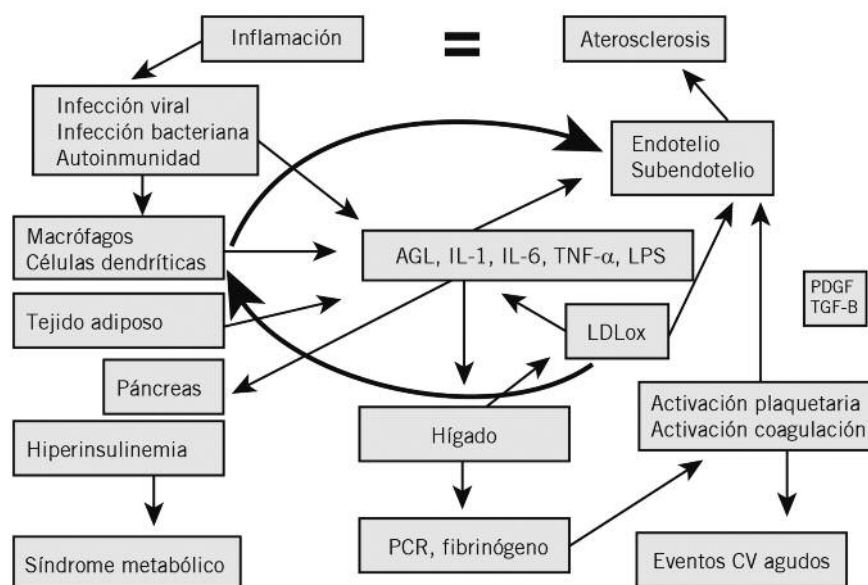 Inflamación
=
Aterosclerosis
Infección viral
Infección bacteriana
Autoinmunidad
Endotelio
Subendotelio
Macrófagos
Células dendríticas
AGL, IL-1, IL-6, TNF-α, LPS
PDGF
TGF-B
Tejido adiposo
LDLox
Páncreas
Activación plaquetaria
Activación coagulación
Hígado
Hiperinsulinemia
PCR, fibrinógeno
Síndrome metabólico
Eventos CV agudos